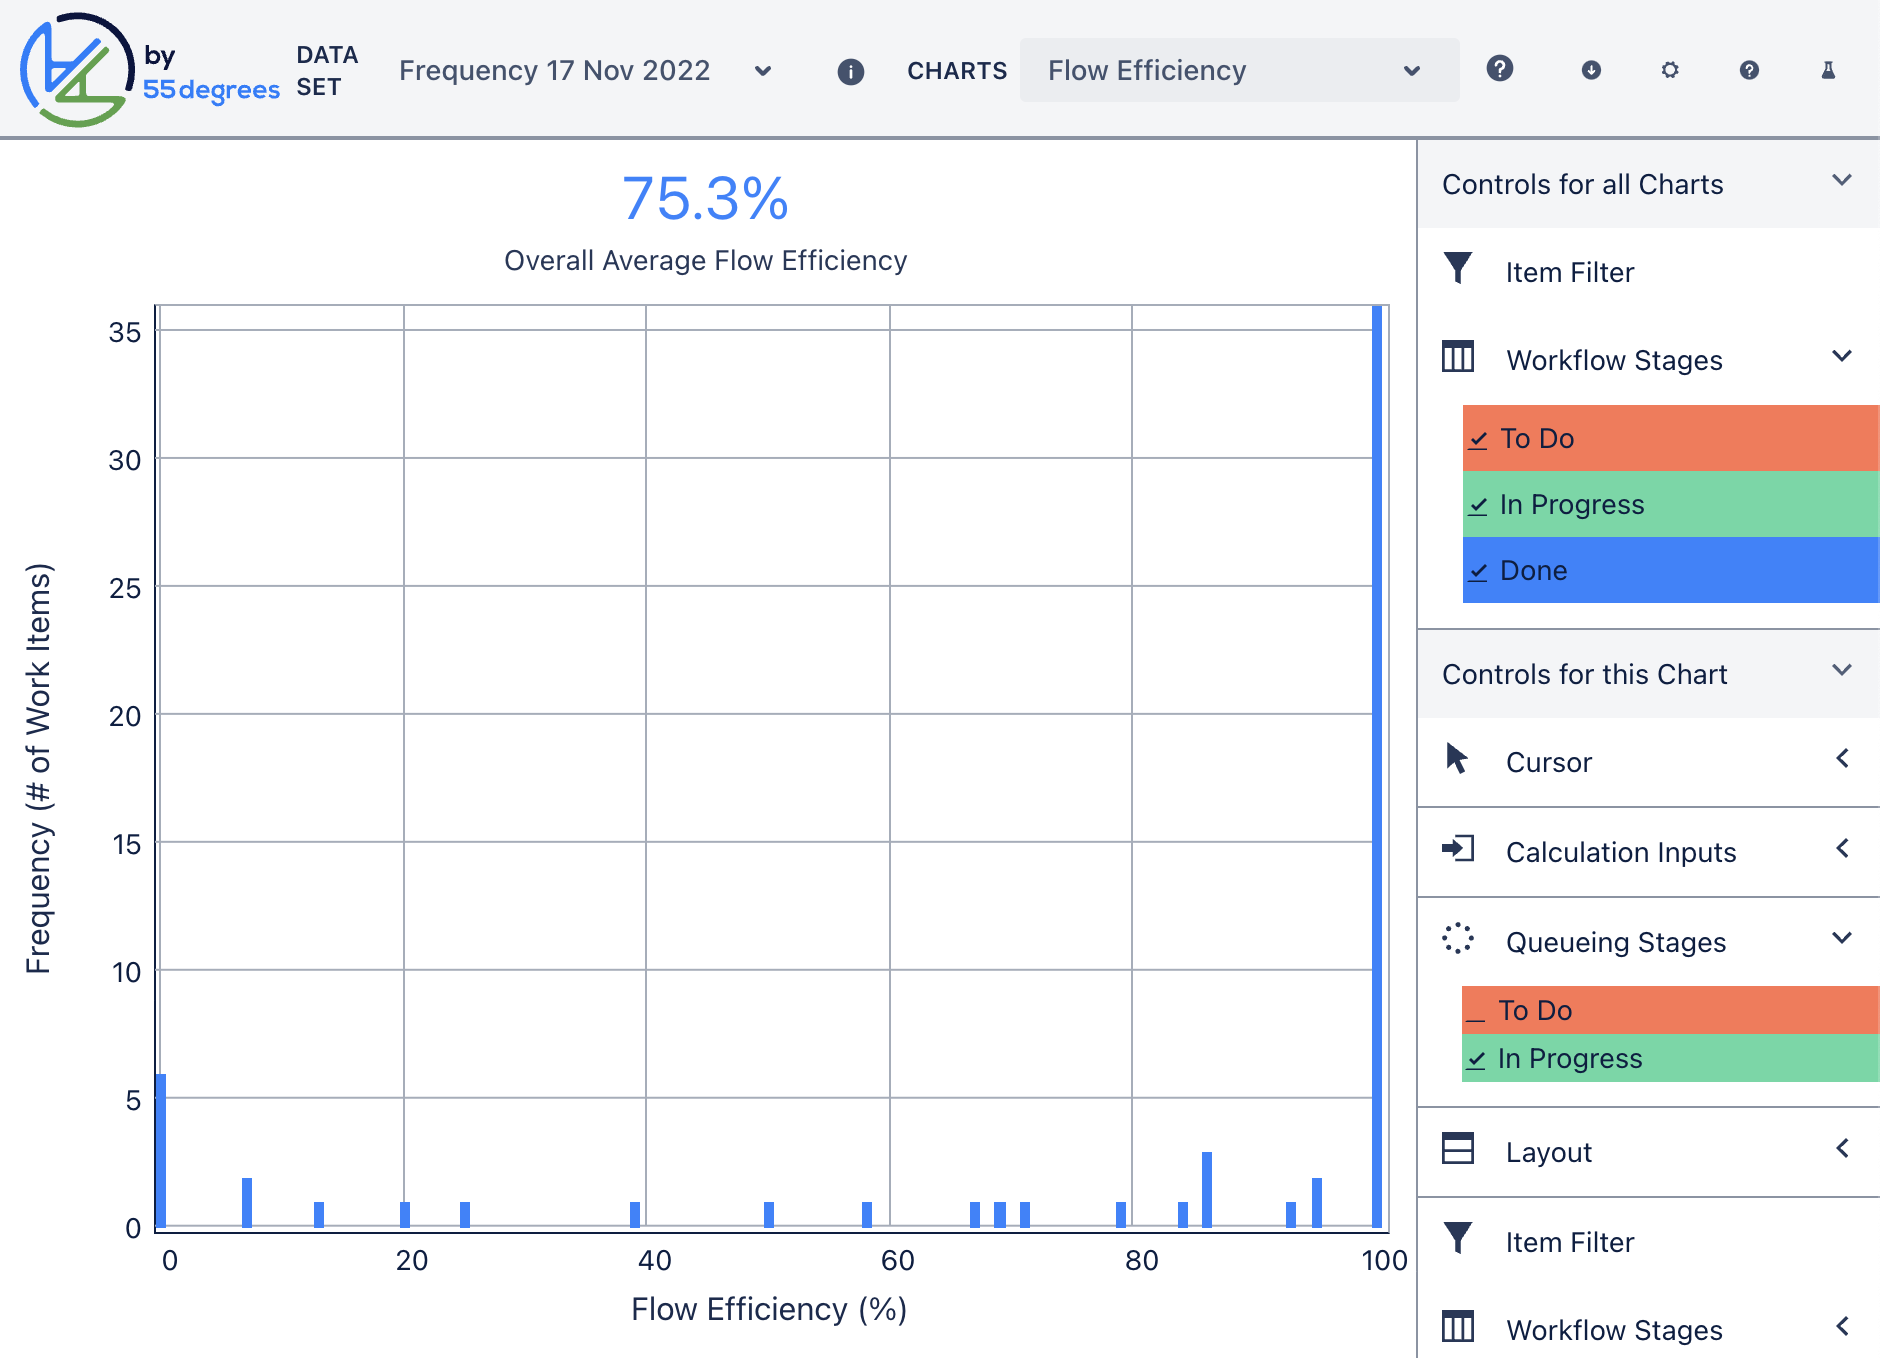 by
55degrees
DATA
SET
Frequency 17 Nov 2022
CHARTS
Flow Efficiency
75.3%
Overall Average Flow Efficiency
Frequency (# of Work Items)
35
30
25
20
15
10
5
0
0 20 40 60 80 100
Flow Efficiency (%)
Controls for all Charts
Item Filter
Workflow Stages
To Do
In Progress
Done
Controls for this Chart
Cursor
Calculation Inputs
Queueing Stages
To Do
In Progress
Layout
Item Filter
Workflow Stages